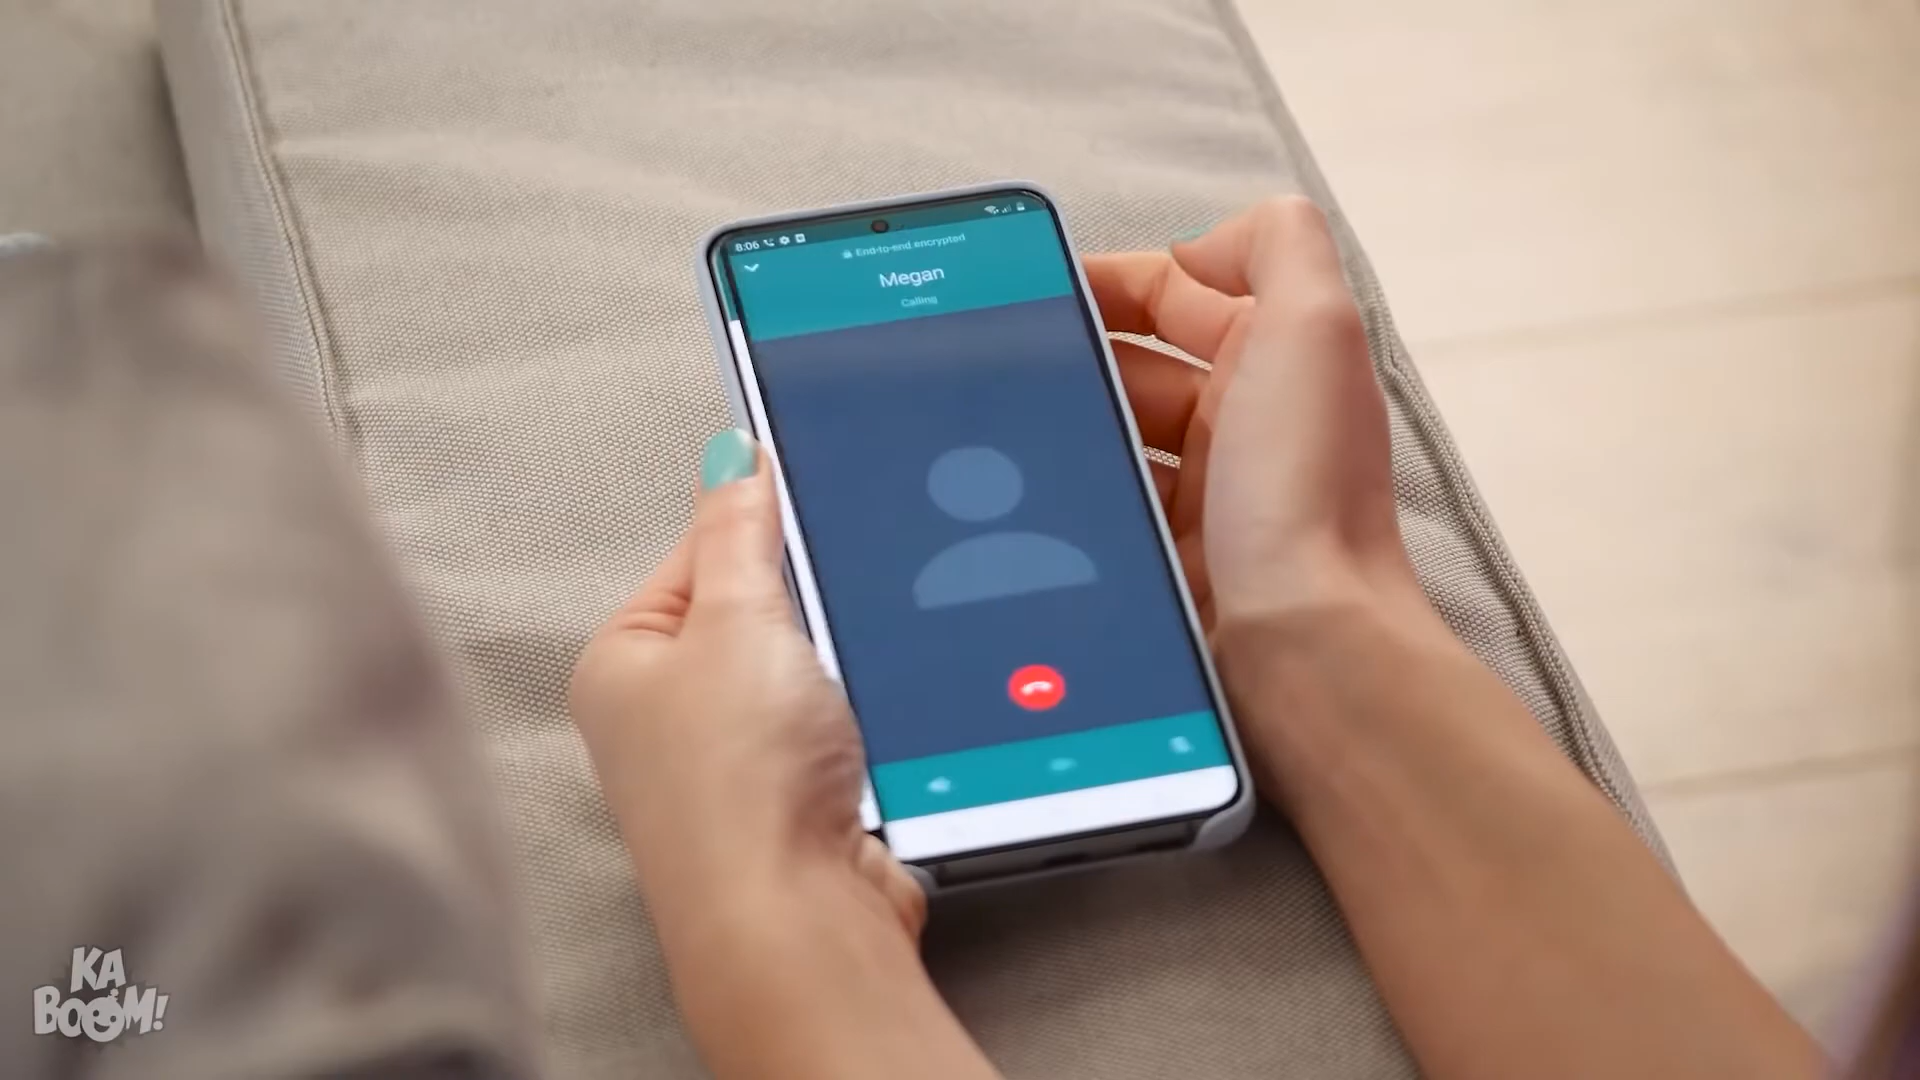 8:06
End-to-end encrypted
Megan
Calling
KA
BOOM!